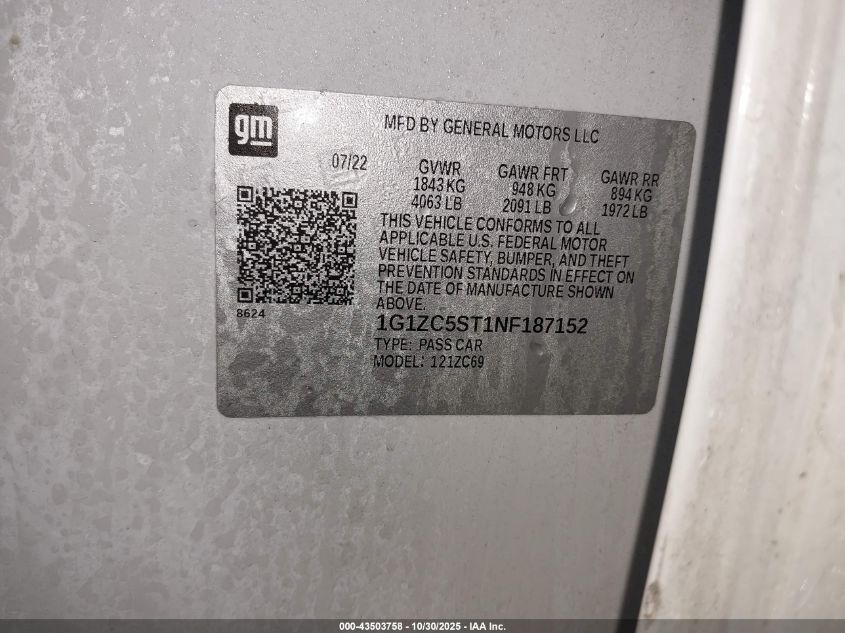 gm
MFD BY GENERAL MOTORS LLC
07/22
GVWR GAWR FRT GAWR RR
1843 KG 948 KG 894 KG
4063 LB 2091 LB 1972 LB
THIS VEHICLE CONFORMS TO ALL
APPLICABLE U.S. FEDERAL MOTOR
VEHICLE SAFETY, BUMPER, AND THEFT
PREVENTION STANDARDS IN EFFECT ON
THE DATE OF MANUFACTURE SHOWN
ABOVE.
8624
1G1ZC5ST1NF187152
TYPE: PASS CAR
MODEL: 121ZC69
000-43503758 - 10/30/2025 - IAA Inc.